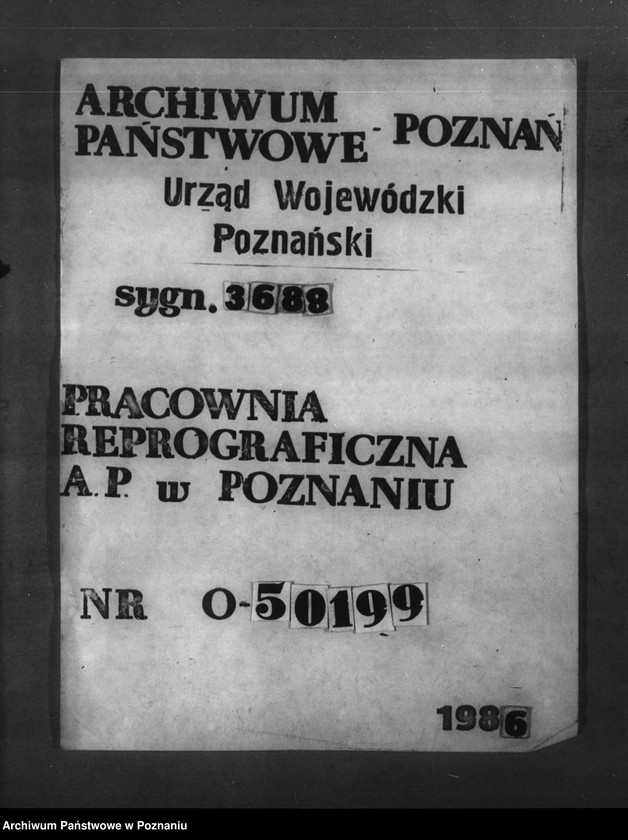 ARCHIWUM
PAŃSTWOWE - POZNAŃ
Urząd Wojewódzki
Poznański
sygn. 3688
PRACOWNIA
REPROGRAFICZNA
A.P. w POZNANIU
NR O-50199
1986
Archiwum Państwowe w Poznaniu